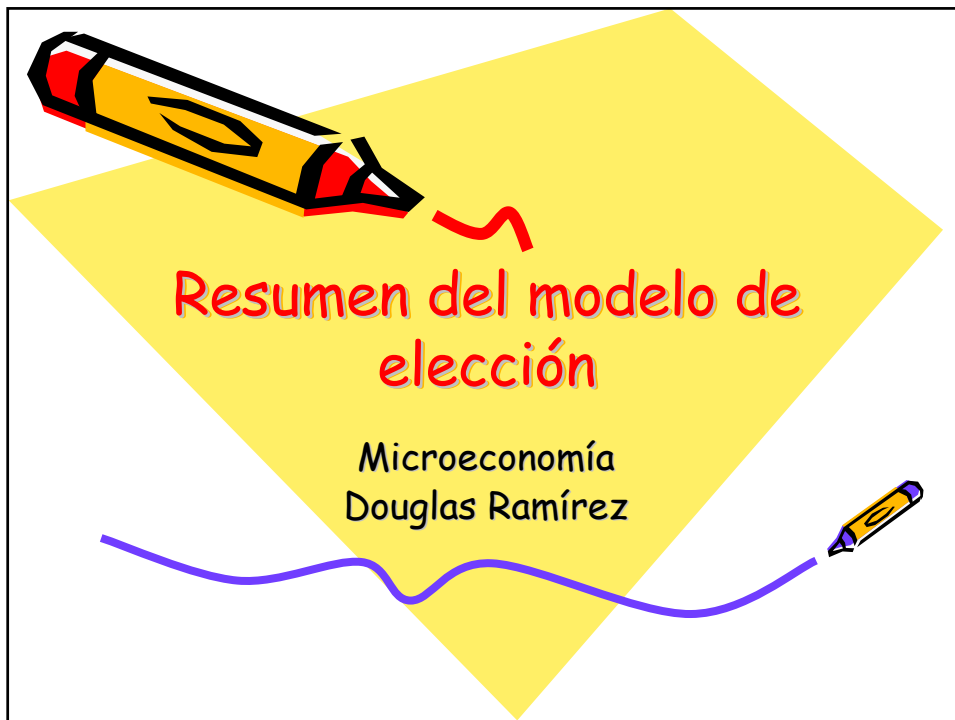 Resumen del modelo de
elección
Microeconomía
Douglas Ramírez